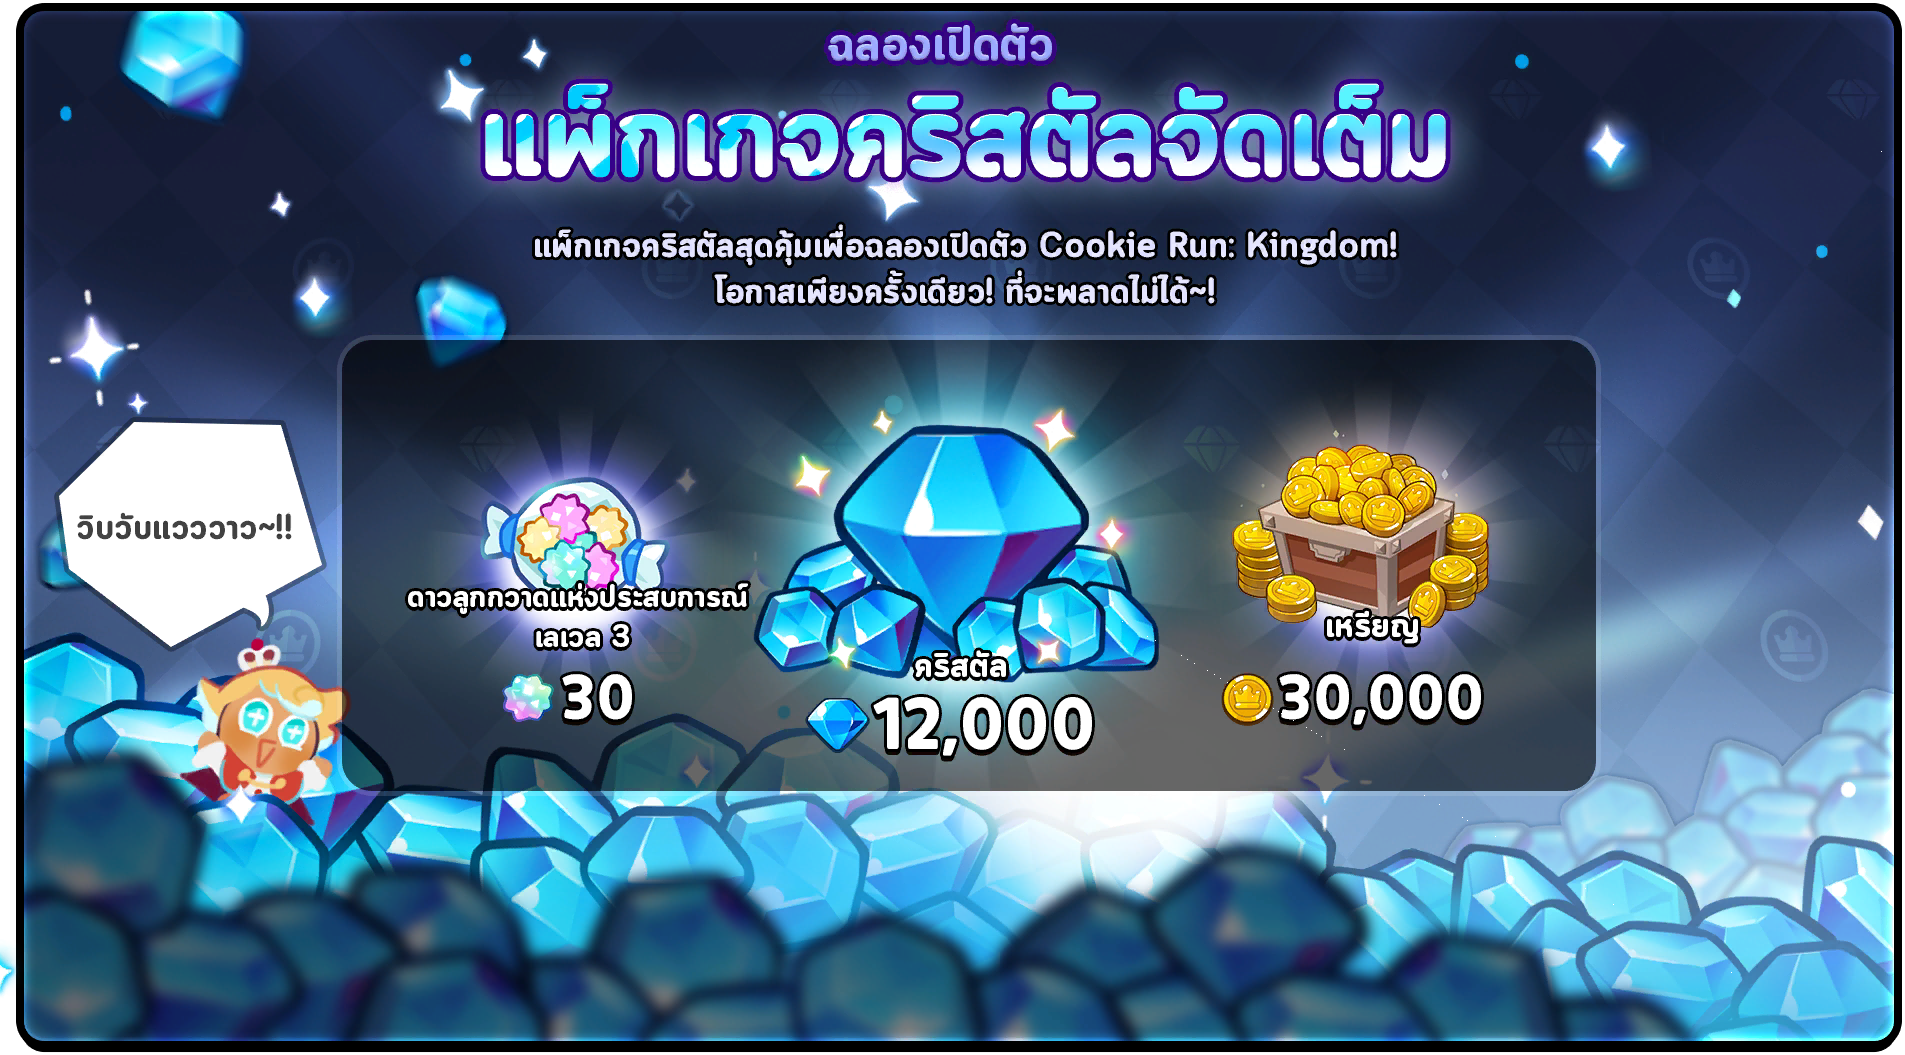 ฉลองเปิดตัว
แพ็กเกจคริสตัลจัดเต็ม
แพ็กเกจคริสตัลสุดคุ้มเพื่อฉลองเปิดตัว Cookie Run: Kingdom!
โอกาสเพียงครั้งเดียว! ที่จะพลาดไม่ได้~!
วิบวับแวววาว~!!
ดาวลูกกวาดแห่งประสบการณ์
เลเวล 3
30
คริสตัล
12,000
เหรียญ
30,000